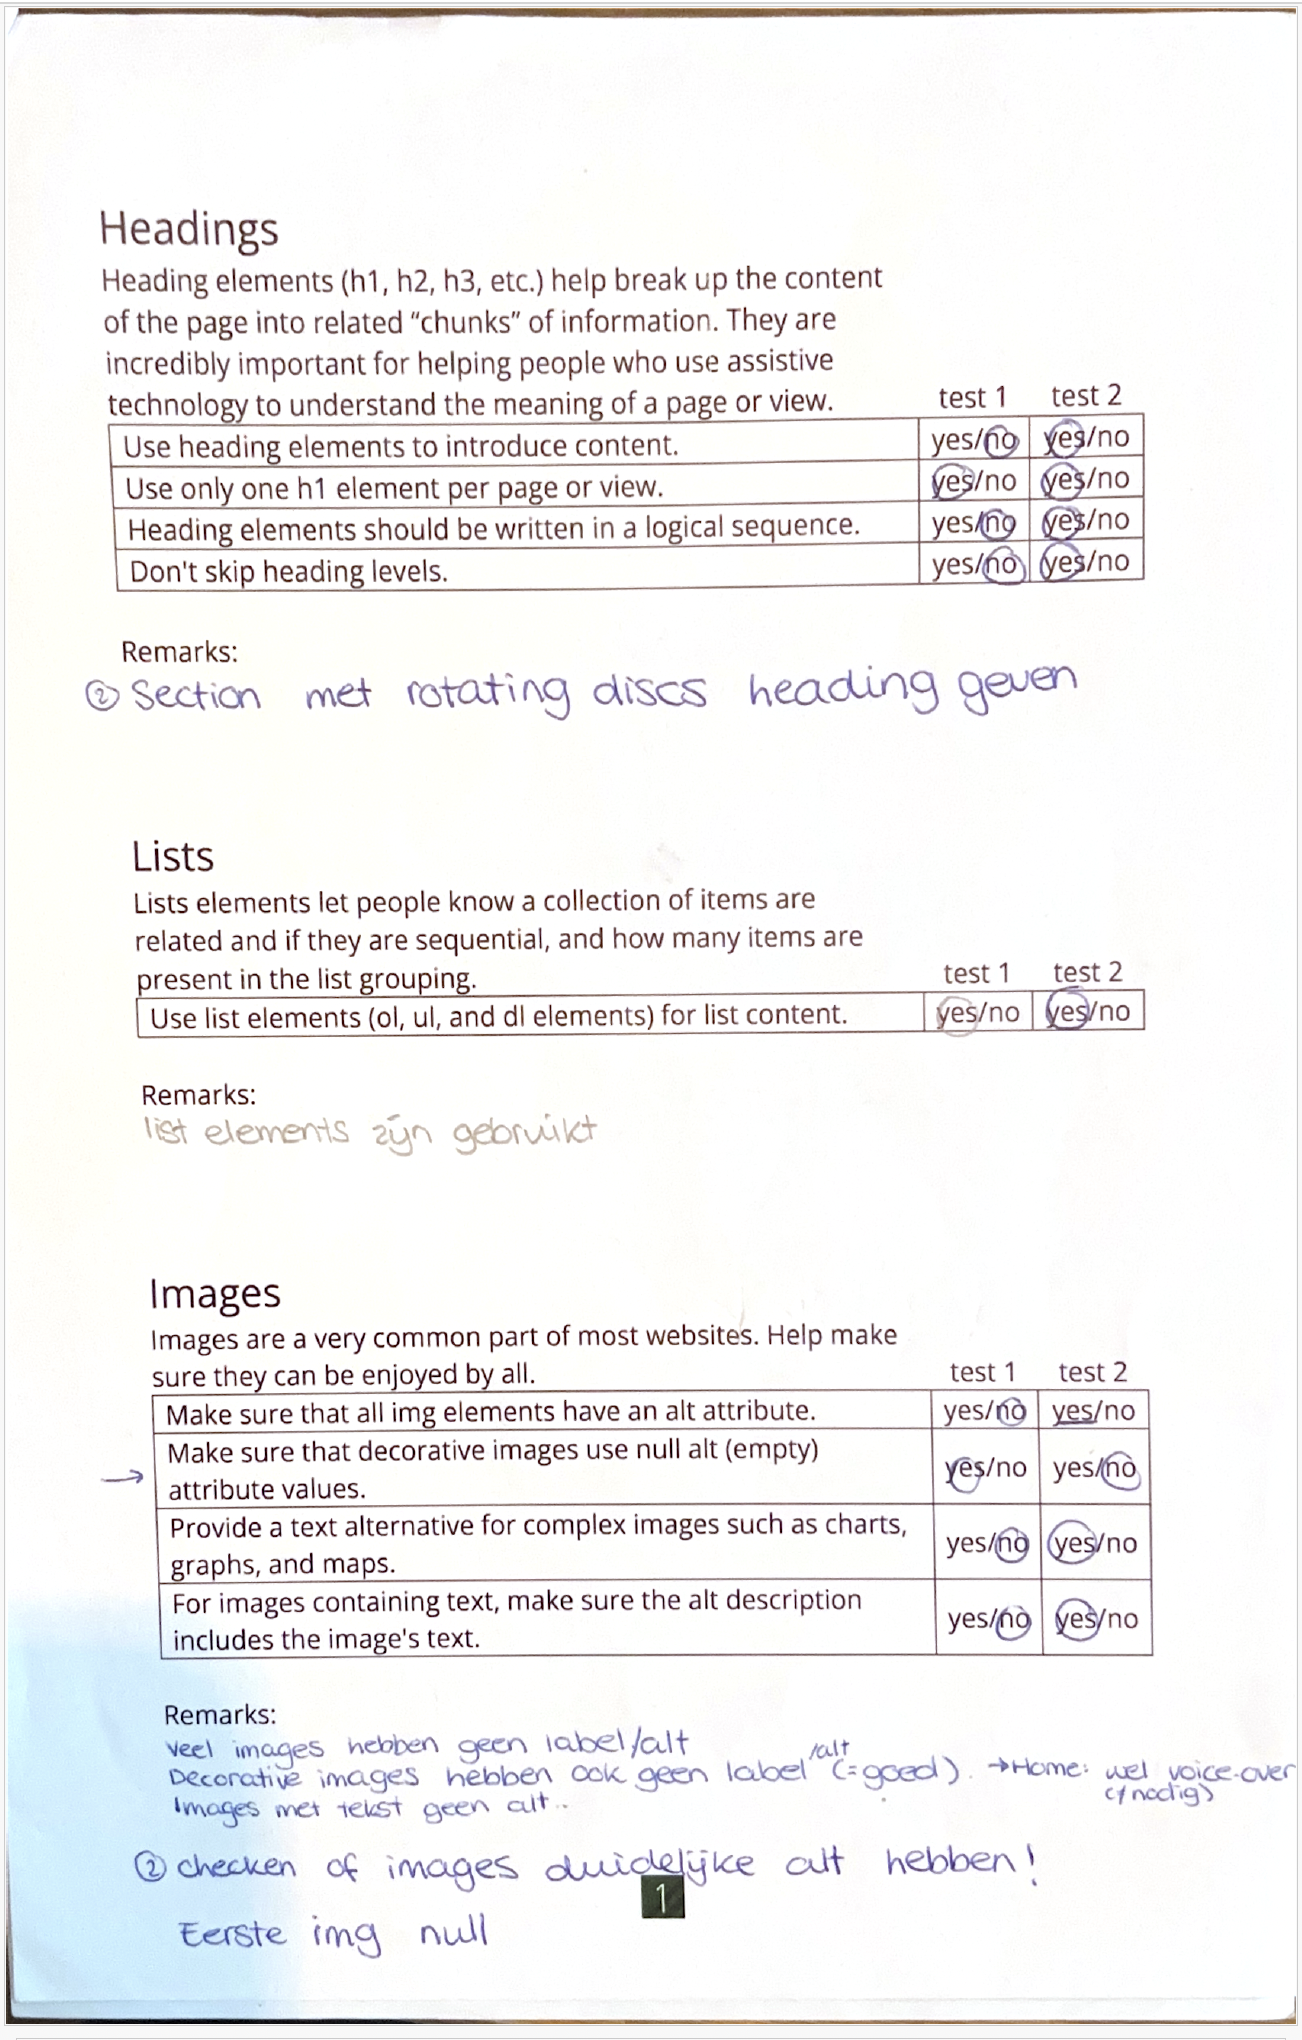 Headings
Heading elements (h1, h2, h3, etc.) help break up the content
of the page into related “chunks” of information. They are
incredibly important for helping people who use assistive
technology to understand the meaning of a page or view. test 1 test 2
Use heading elements to introduce content. yes/no yes/no
Use only one h1 element per page or view. yes/no yes/no
Heading elements should be written in a logical sequence. yes/no yes/no
Don't skip heading levels. yes/no yes/no
Remarks:
② Section met rotating discs heading geven
Lists
Lists elements let people know a collection of items are
related and if they are sequential, and how many items are
present in the list grouping. test 1 test 2
Use list elements (ol, ul, and dl elements) for list content. yes/no yes/no
Remarks:
list elements zijn gebruikt
Images
Images are a very common part of most websites. Help make
sure they can be enjoyed by all. test 1 test 2
Make sure that all img elements have an alt attribute. yes/no yes/no
Make sure that decorative images use null alt (empty)
→ attribute values. yes/no yes/no
Provide a text alternative for complex images such as charts,
graphs, and maps. yes/no yes/no
For images containing text, make sure the alt description
includes the image's text. yes/no yes/no
Remarks:
Veel images hebben geen label/alt
Decorative images hebben ook geen label /alt (=goed). → Home: wel voice-over
Images met tekst geen alt.. nodig)
② checken of images duidelijke alt hebben!
1
Eerste img null